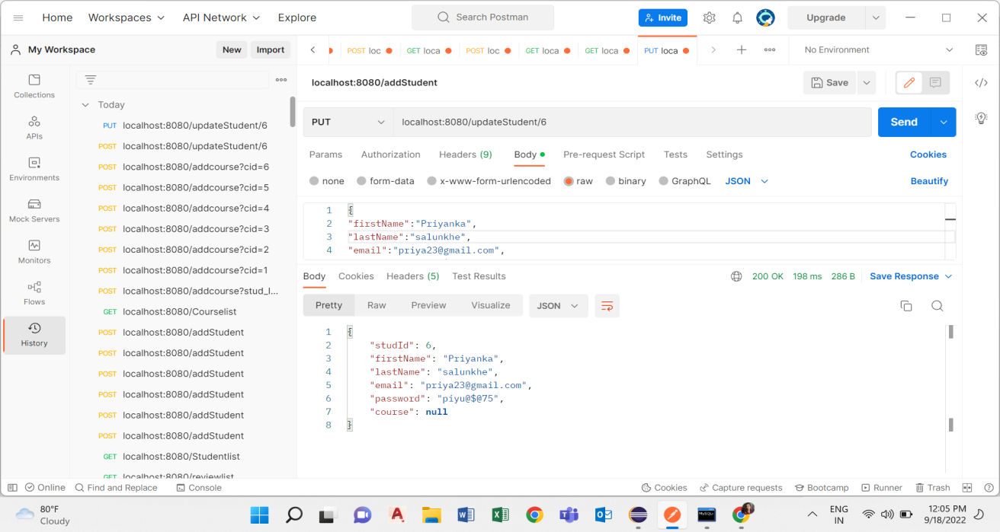 Home Workspaces API Network Explore Search Postman Invite Upgrade
My Workspace New Import POST loc GET loca POST loc GET loca GET loca PUT loca No Environment
Collections
APIs
Environments
Mock Servers
Monitors
Flows
History
Today
PUT localhost:8080/updateStudent/6
POST localhost:8080/updateStudent/6
POST localhost:8080/addcourse?cid=6
POST localhost:8080/addcourse?cid=5
POST localhost:8080/addcourse?cid=4
POST localhost:8080/addcourse?cid=3
POST localhost:8080/addcourse?cid=2
POST localhost:8080/addcourse?cid=1
POST localhost:8080/addcourse?stud_I...
GET localhost:8080/Courselist
POST localhost:8080/addStudent
POST localhost:8080/addStudent
POST localhost:8080/addStudent
POST localhost:8080/addStudent
POST localhost:8080/addStudent
POST localhost:8080/addStudent
GET localhost:8080/Studentlist
GET localhost:8080/reviewlist
localhost:8080/addStudent Save </>
PUT localhost:8080/updateStudent/6 Send
Params Authorization Headers (9) Body Pre-request Script Tests Settings Cookies
none form-data x-www-form-urlencoded raw binary GraphQL JSON Beautify
1 {
2 "firstName":"Priyanka",
3 "lastName":"salunkhe",
4 "email":"priya23@gmail.com",
Body Cookies Headers (5) Test Results 200 OK 198 ms 286 B Save Response
Pretty Raw Preview Visualize JSON
1 {
2 "studId": 6,
3 "firstName": "Priyanka",
4 "lastName": "salunkhe",
5 "email": "priya23@gmail.com",
6 "password": "piyu@$@75",
7 "course": null
8 }
Online Find and Replace Console Cookies Capture requests Bootcamp Runner Trash
80°F
Cloudy
ENG
IN
12:05 PM
9/18/2022